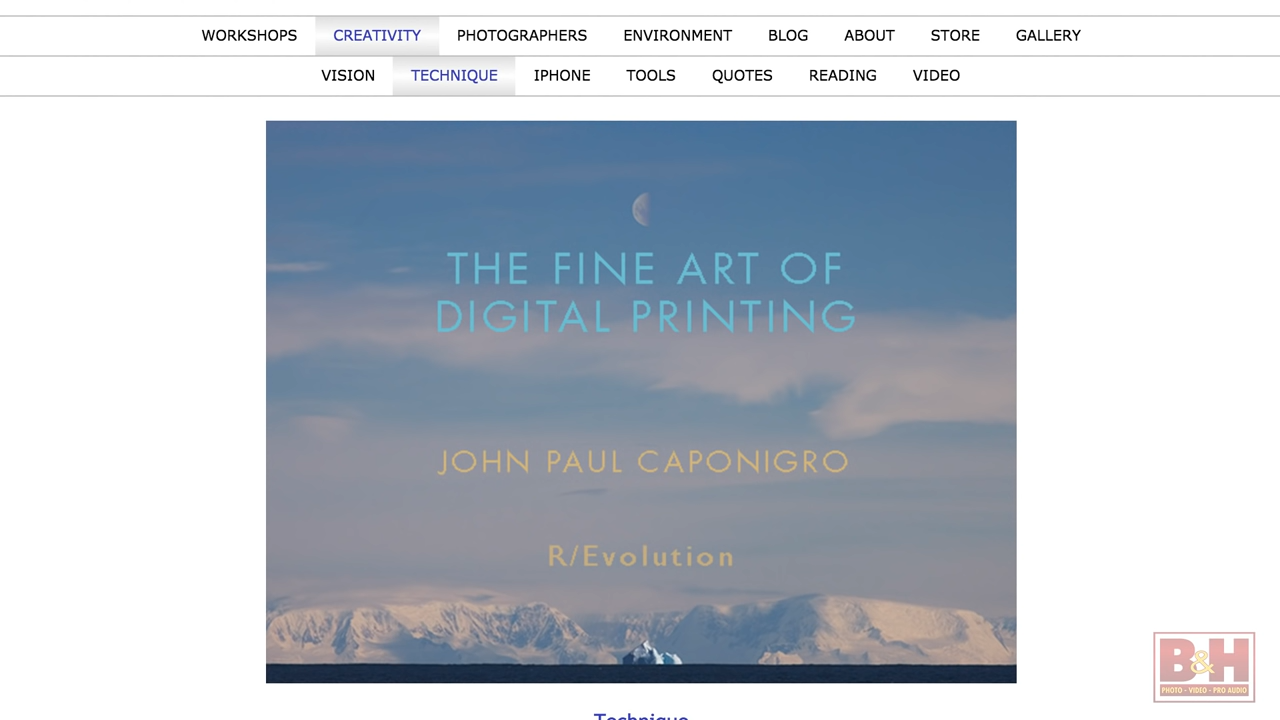 WORKSHOPS CREATIVITY PHOTOGRAPHERS ENVIRONMENT BLOG ABOUT STORE GALLERY
VISION TECHNIQUE IPHONE TOOLS QUOTES READING VIDEO
THE FINE ART OF
DIGITAL PRINTING
JOHN PAUL CAPONIGRO
R/Evolution
B&H
PHOTO - VIDEO - PRO AUDIO
Technique